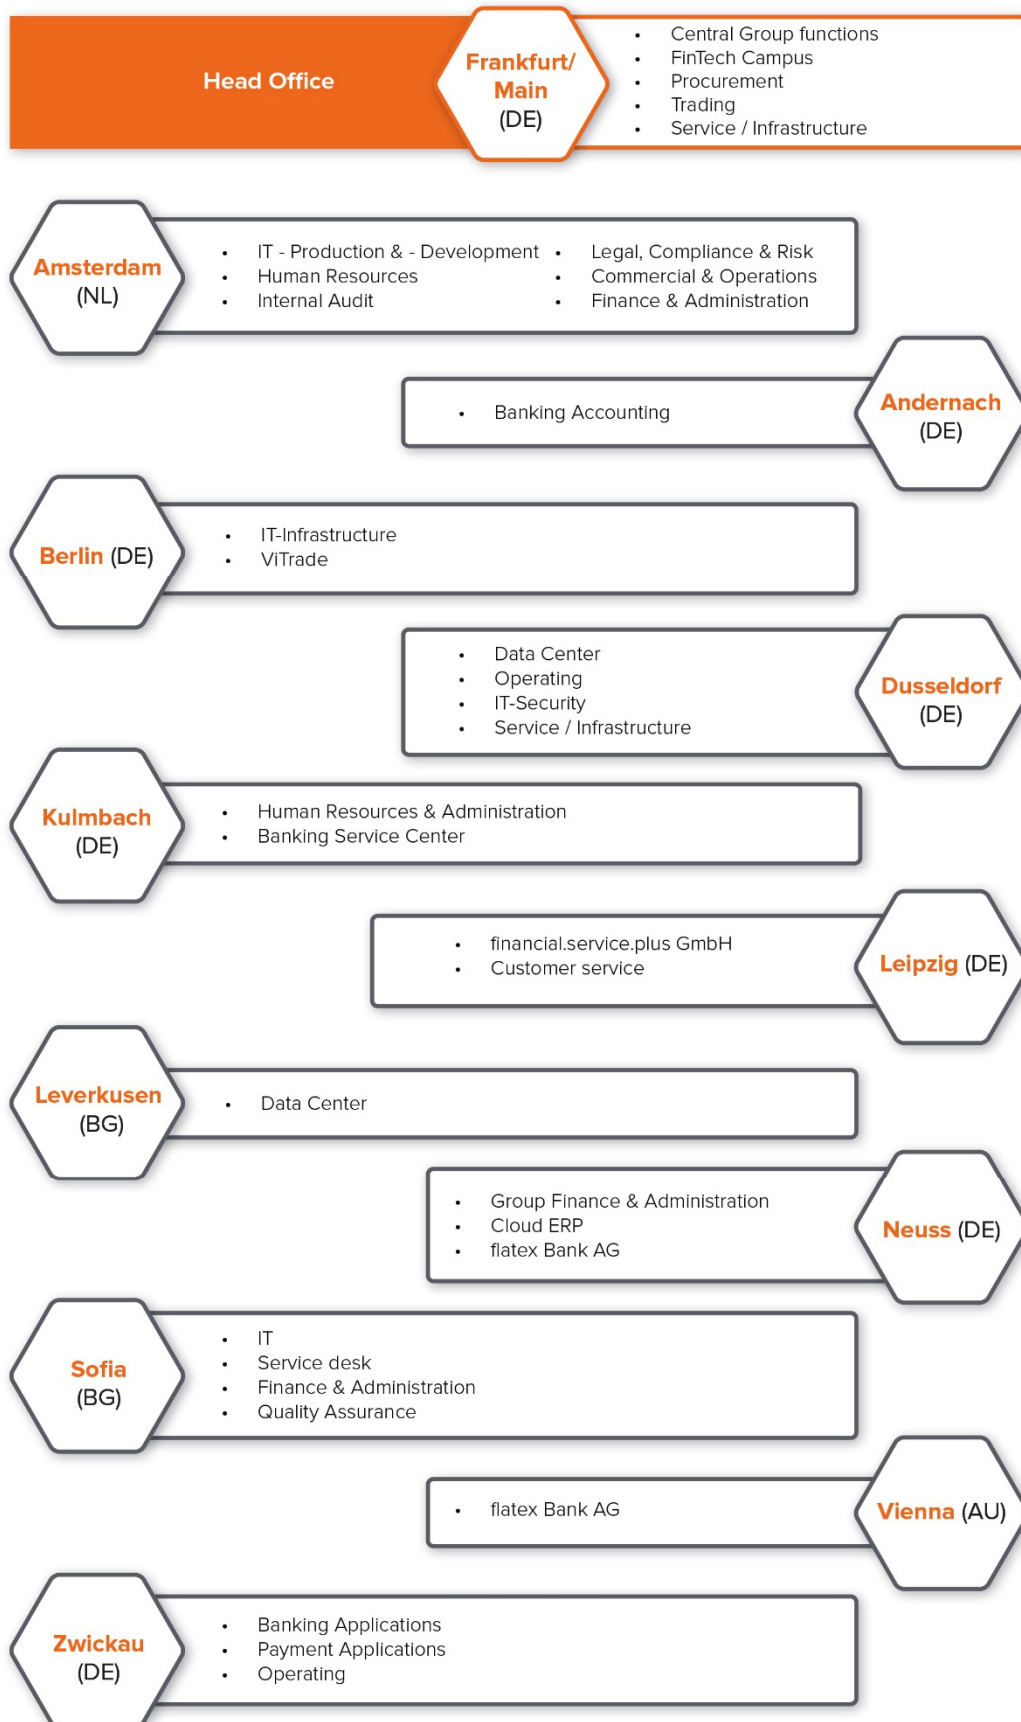 Head Office
Frankfurt/
Main
(DE)
• Central Group functions
• FinTech Campus
• Procurement
• Trading
• Service / Infrastructure
Amsterdam
(NL)
• IT - Production & - Development
• Human Resources
• Internal Audit
• Legal, Compliance & Risk
• Commercial & Operations
• Finance & Administration
• Banking Accounting
Andernach
(DE)
Berlin (DE)
• IT-Infrastructure
• ViTrade
• Data Center
• Operating
• IT-Security
• Service / Infrastructure
Dusseldorf
(DE)
Kulmbach
(DE)
• Human Resources & Administration
• Banking Service Center
• financial.service.plus GmbH
• Customer service
Leipzig (DE)
Leverkusen
(BG)
• Data Center
• Group Finance & Administration
• Cloud ERP
• flatex Bank AG
Neuss (DE)
Sofia
(BG)
• IT
• Service desk
• Finance & Administration
• Quality Assurance
• flatex Bank AG
Vienna (AU)
Zwickau
(DE)
• Banking Applications
• Payment Applications
• Operating